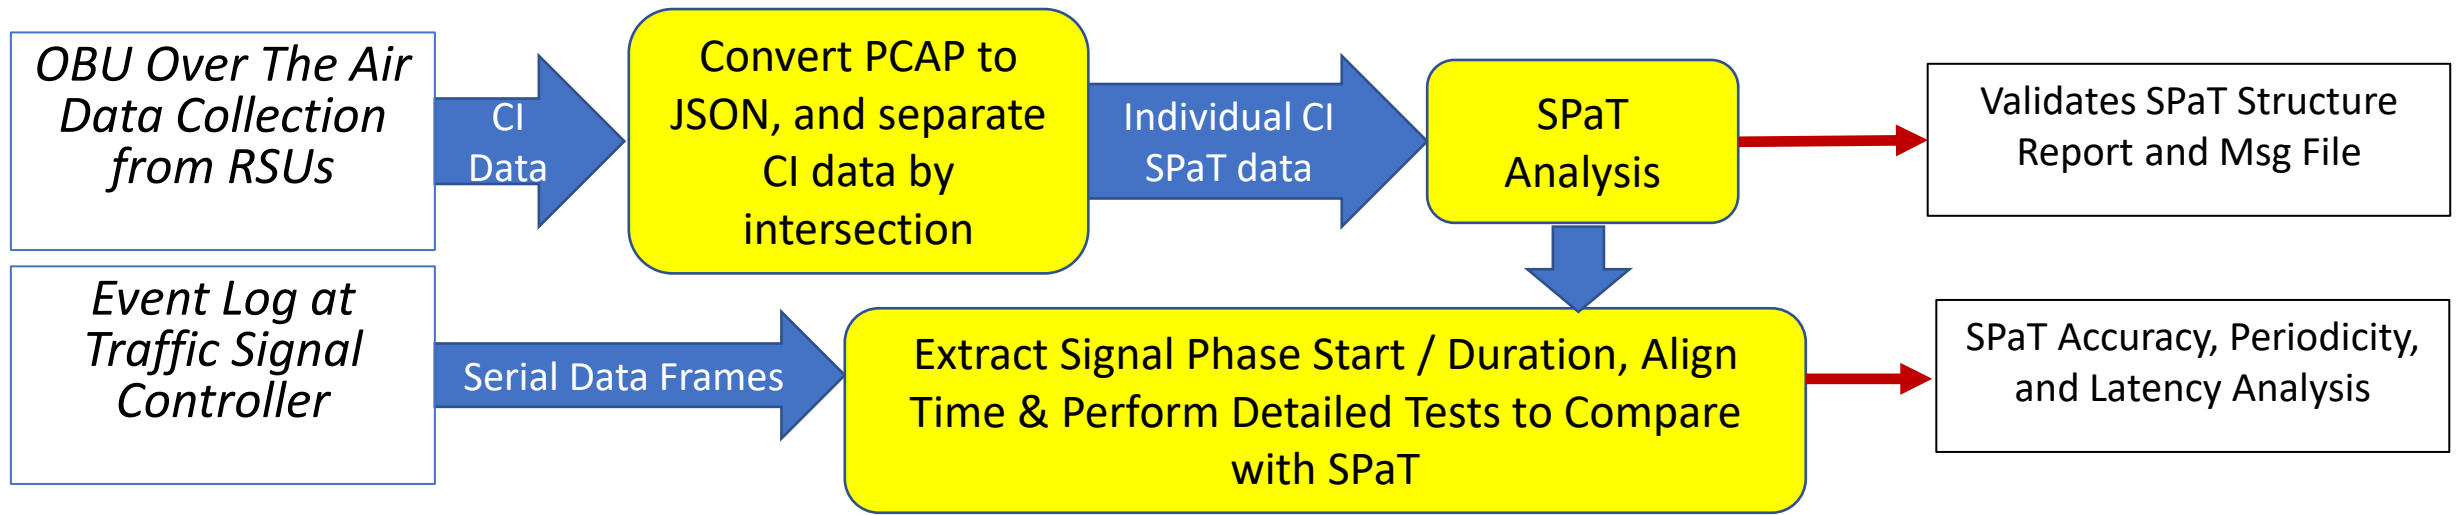 OBU Over The Air
Data Collection
from RSUs
CI
Data
Convert PCAP to
JSON, and separate
CI data by
intersection
Individual CI
SPaT data
SPaT
Analysis
Validates SPaT Structure
Report and Msg File
Event Log at
Traffic Signal
Controller
Serial Data Frames
Extract Signal Phase Start / Duration, Align
Time & Perform Detailed Tests to Compare
with SPaT
SPaT Accuracy, Periodicity,
and Latency Analysis